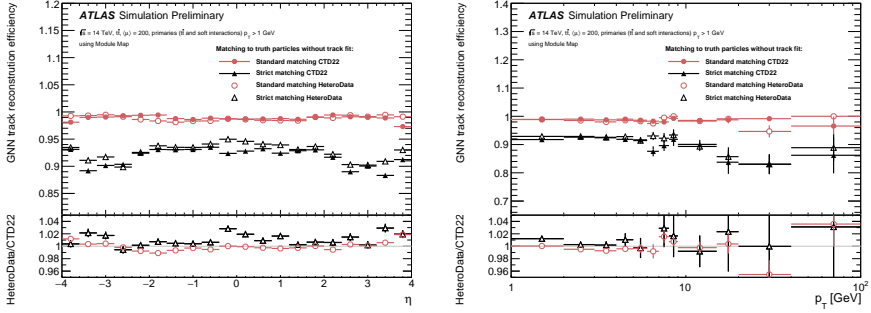 GNN track reconstrution efficiency
1.2
1.15
1.1
1.05
1
0.95
0.9
0.85
ATLAS Simulation Preliminary
√s = 14 TeV, tt̄, ⟨μ⟩ = 200, primaries (tt̄ and soft interactions) p_T > 1 GeV
using Module Map
Matching to truth particles without track fit:
Standard matching CTD22
Strict matching CTD22
Standard matching HeteroData
Strict matching HeteroData
HeteroData/CTD22
1.04
1.02
1
0.98
0.96
−4 −3 −2 −1 0 1 2 3 4
η
GNN track reconstrution efficiency
1.4
1.3
1.2
1.1
1
0.9
0.8
0.7
ATLAS Simulation Preliminary
√s = 14 TeV, tt̄, ⟨μ⟩ = 200, primaries (tt̄ and soft interactions) p_T > 1 GeV
using Module Map
Matching to truth particles without track fit:
Standard matching CTD22
Strict matching CTD22
Standard matching HeteroData
Strict matching HeteroData
HeteroData/CTD22
1.04
1.02
1
0.98
0.96
1 10 10²
p_T [GeV]